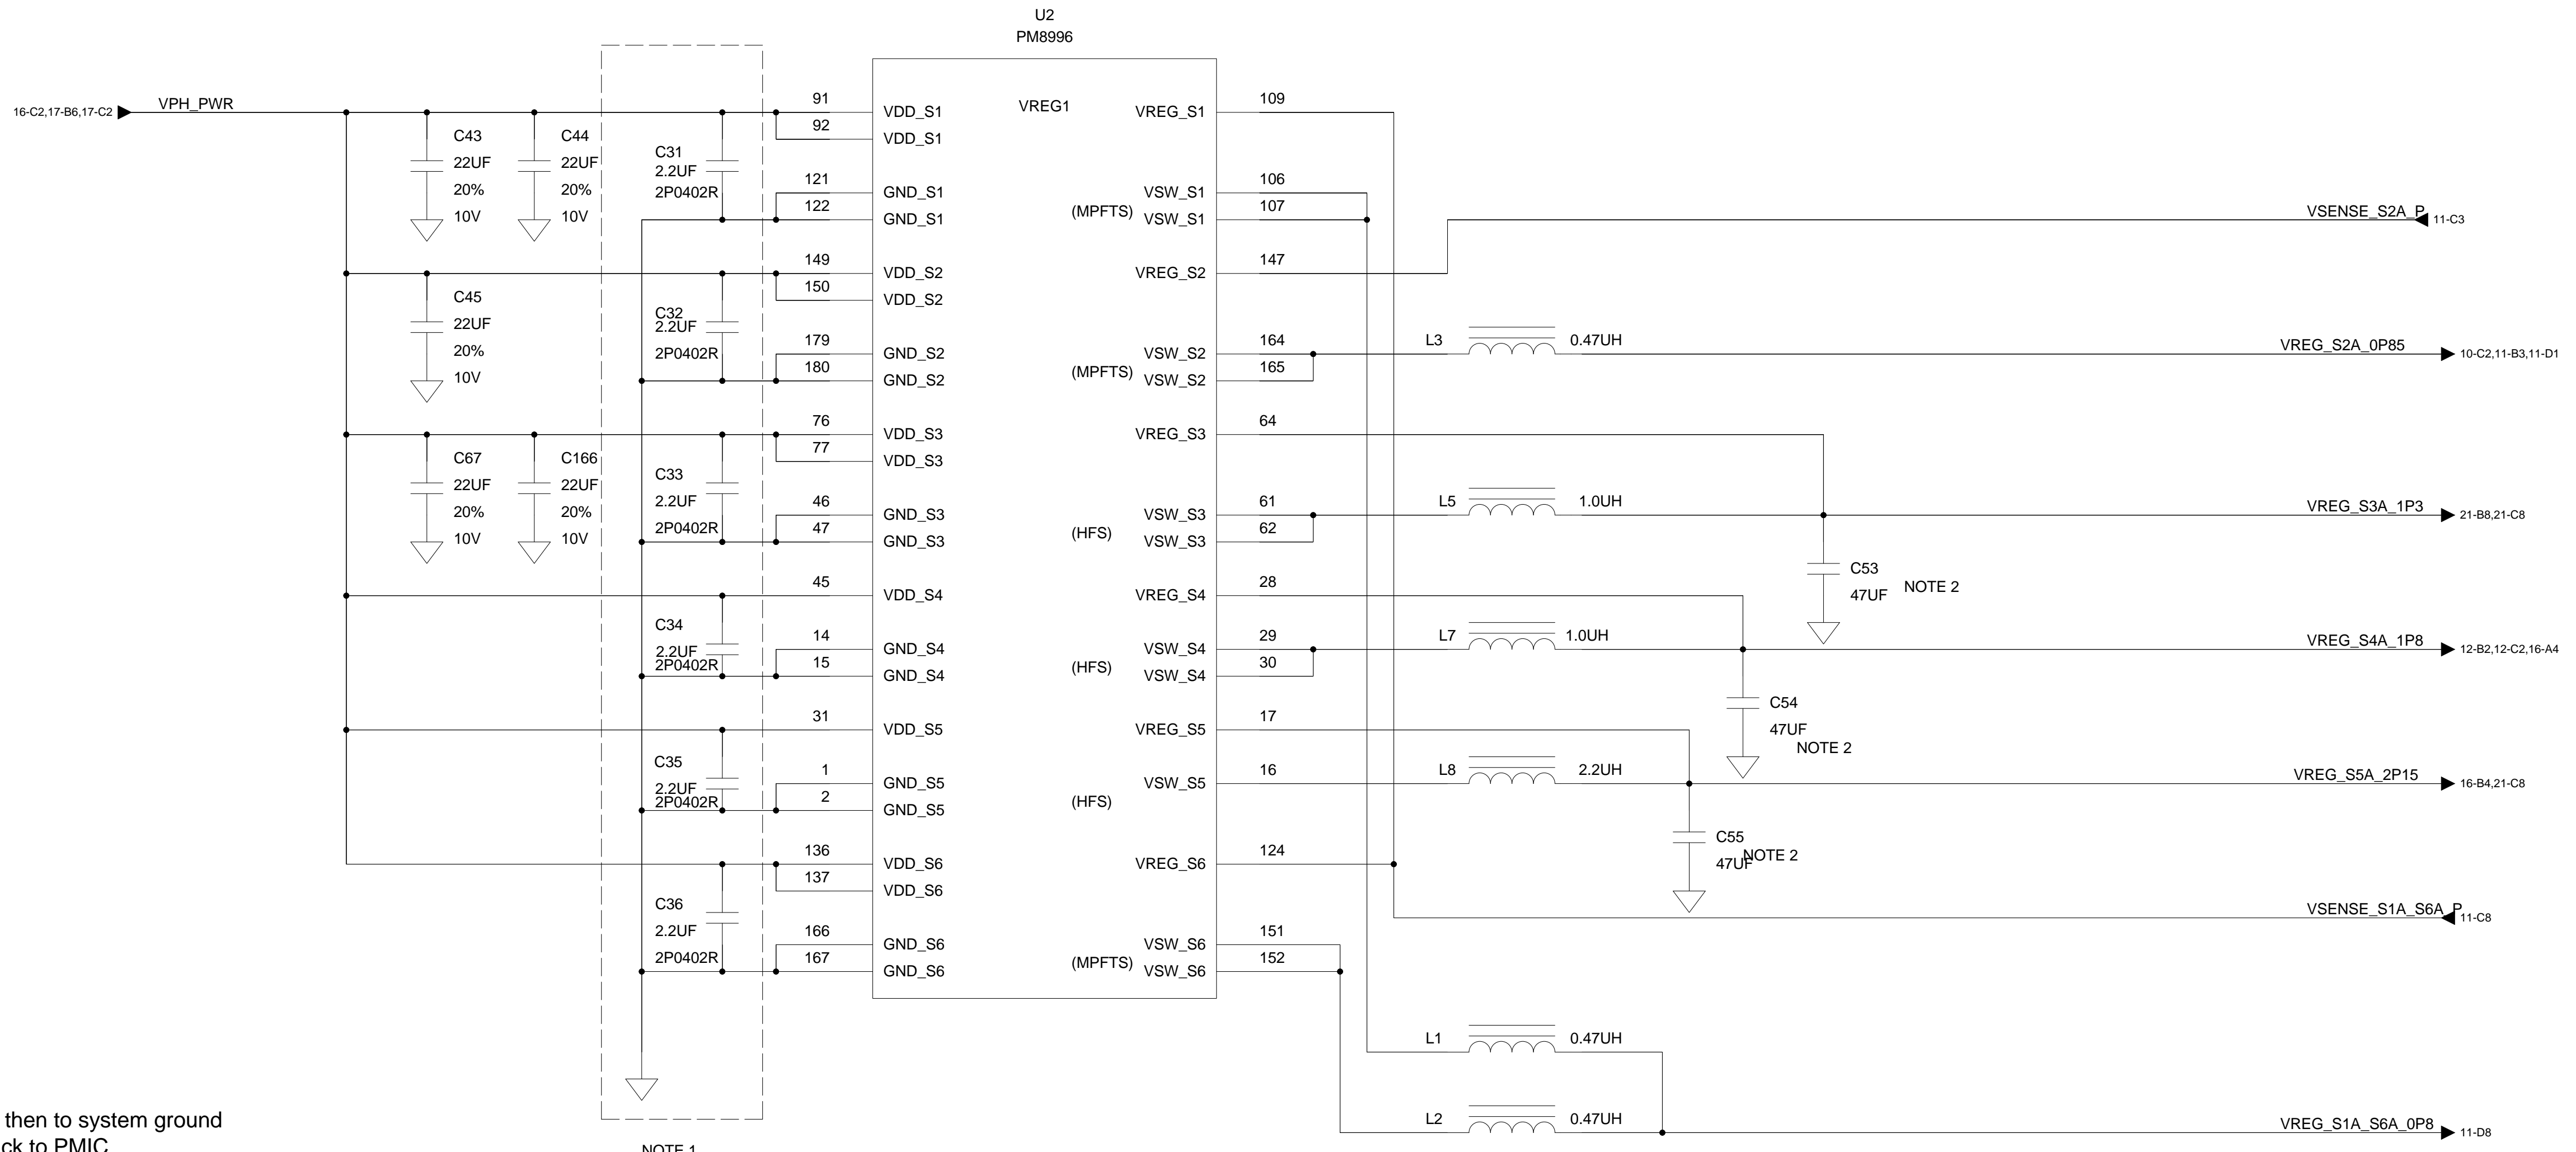 U2
PM8996
16-C2,17-B6,17-C2
VPH_PWR
C43
22UF
20%
10V
C44
22UF
20%
10V
C31
2.2UF
2P0402R
C45
22UF
20%
10V
C32
2.2UF
2P0402R
C67
22UF
20%
10V
C166
22UF
20%
10V
C33
2.2UF
2P0402R
C34
2.2UF
2P0402R
C35
2.2UF
2P0402R
C36
2.2UF
2P0402R
NOTE 1
then to system ground
ck to PMIC
91 VDD_S1
92 VDD_S1
121 GND_S1
122 GND_S1
149 VDD_S2
150 VDD_S2
179 GND_S2
180 GND_S2
76 VDD_S3
77 VDD_S3
46 GND_S3
47 GND_S3
45 VDD_S4
14 GND_S4
15 GND_S4
31 VDD_S5
1 GND_S5
2 GND_S5
136 VDD_S6
137 VDD_S6
166 GND_S6
167 GND_S6
VREG1
(MPFTS)
(MPFTS)
(HFS)
(HFS)
(HFS)
(MPFTS)
VREG_S1 109
VSW_S1 106
VSW_S1 107
VREG_S2 147
VSW_S2 164
VSW_S2 165
VREG_S3 64
VSW_S3 61
VSW_S3 62
VREG_S4 28
VSW_S4 29
VSW_S4 30
VREG_S5 17
VSW_S5 16
VREG_S6 124
VSW_S6 151
VSW_S6 152
VSENSE_S2A_P 11-C3
L3 0.47UH
VREG_S2A_0P85 10-C2,11-B3,11-D1
L5 1.0UH
VREG_S3A_1P3 21-B8,21-C8
C53
47UF
NOTE 2
L7 1.0UH
VREG_S4A_1P8 12-B2,12-C2,16-A4
C54
47UF
NOTE 2
L8 2.2UH
VREG_S5A_2P15 16-B4,21-C8
C55
47UF
NOTE 2
VSENSE_S1A_S6A_P 11-C8
L1 0.47UH
L2 0.47UH
VREG_S1A_S6A_0P8 11-D8